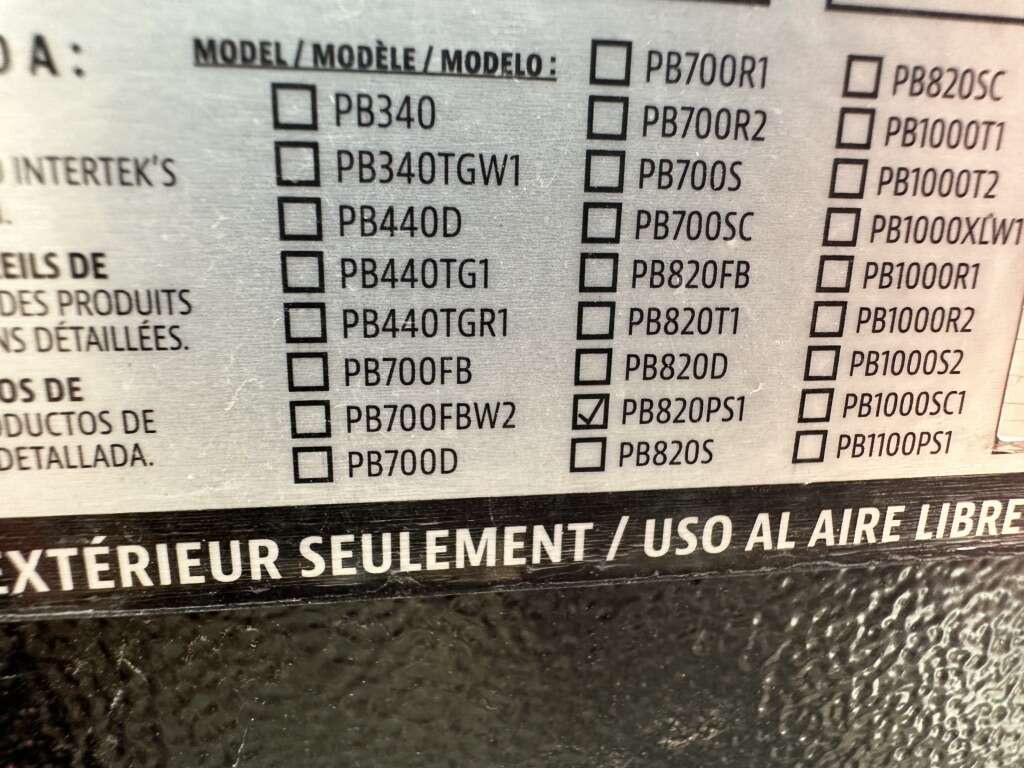 O A :
INTERTEK'S
EILS DE
DES PRODUITS
NS DÉTAILLÉES.
OS DE
ODUCTOS DE
DETALLADA.
MODEL / MODÈLE / MODELO :
PB340
PB340TGW1
PB440D
PB440TG1
PB440TGR1
PB700FB
PB700FBW2
PB700D
PB700R1
PB700R2
PB700S
PB700SC
PB820FB
PB820T1
PB820D
PB820PS1
PB820S
PB820SC
PB1000T1
PB1000T2
PB1000XLW1
PB1000R1
PB1000R2
PB1000S2
PB1000SC1
PB1100PS1
EXTÉRIEUR SEULEMENT / USO AL AIRE LIBRE